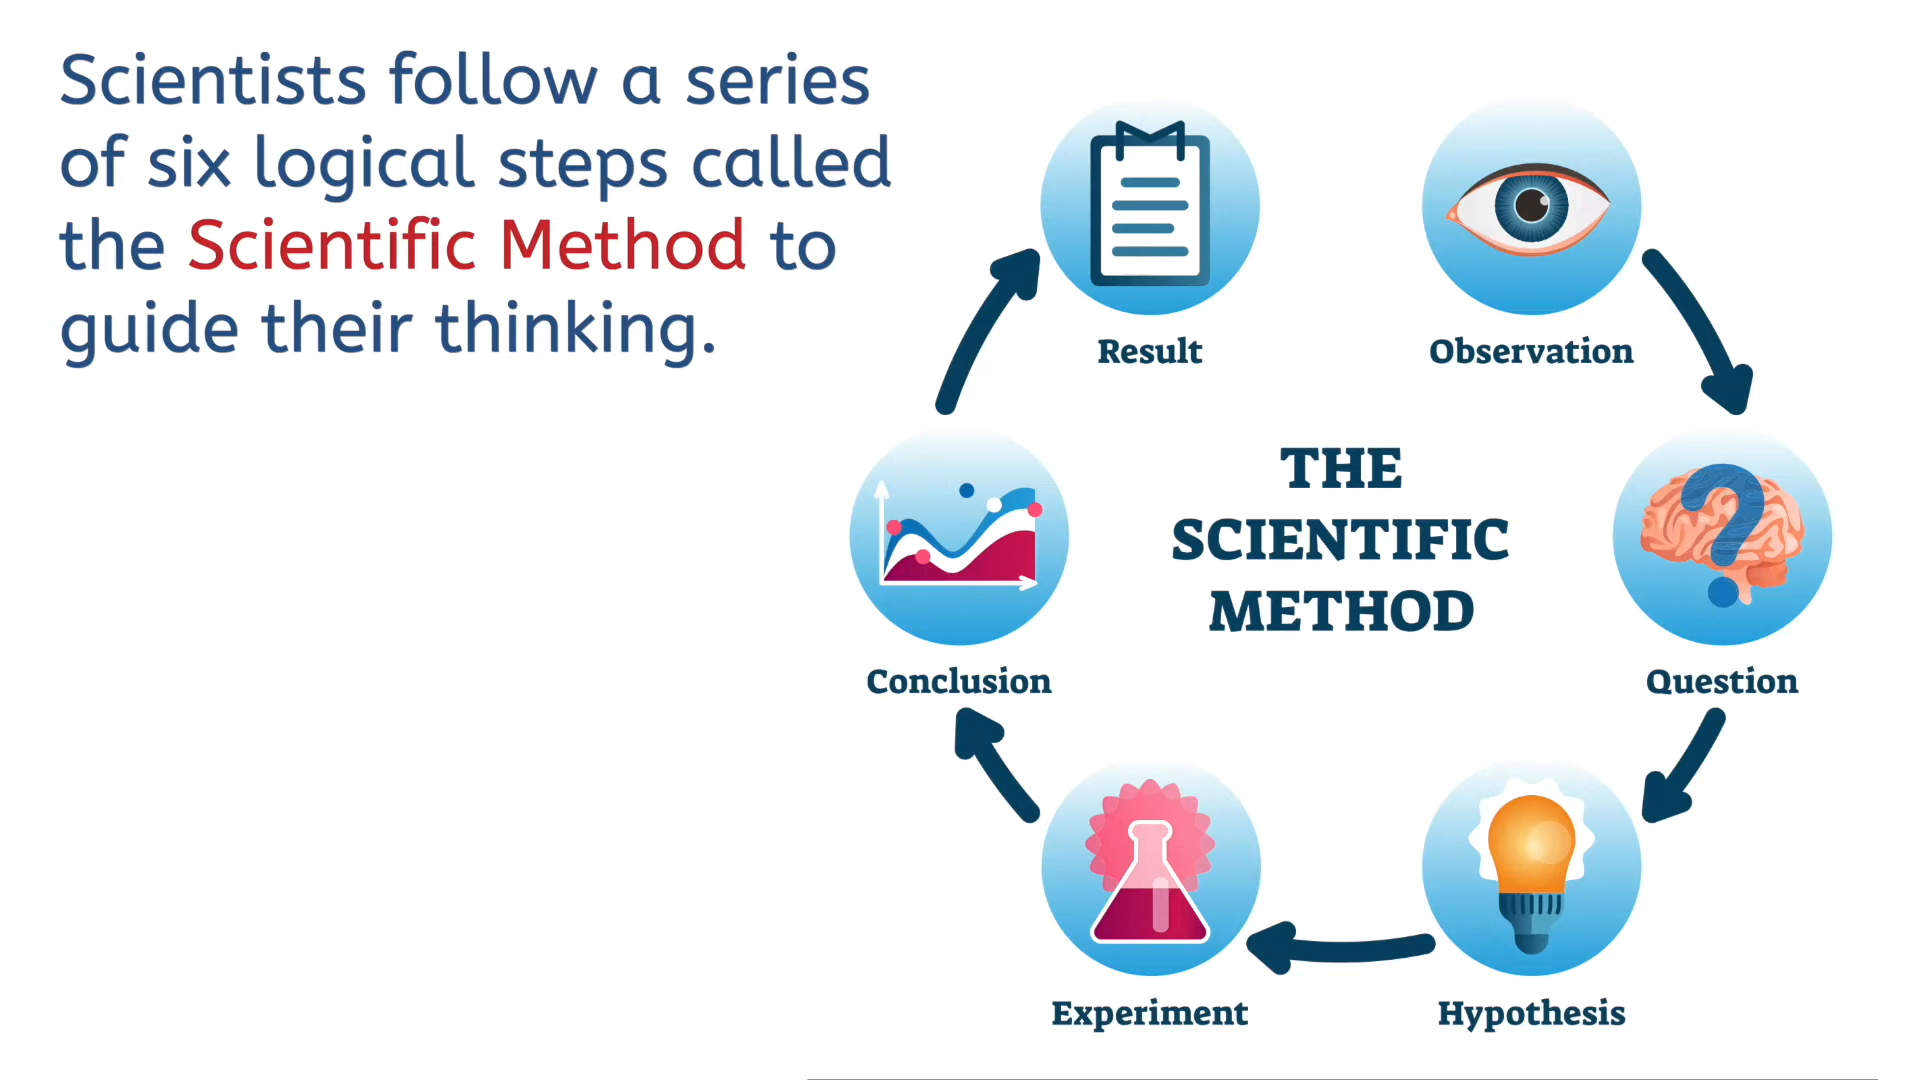 Scientists follow a series
of six logical steps called
the Scientific Method to
guide their thinking.
Result
Observation
THE
SCIENTIFIC
METHOD
Conclusion
Question
Experiment
Hypothesis